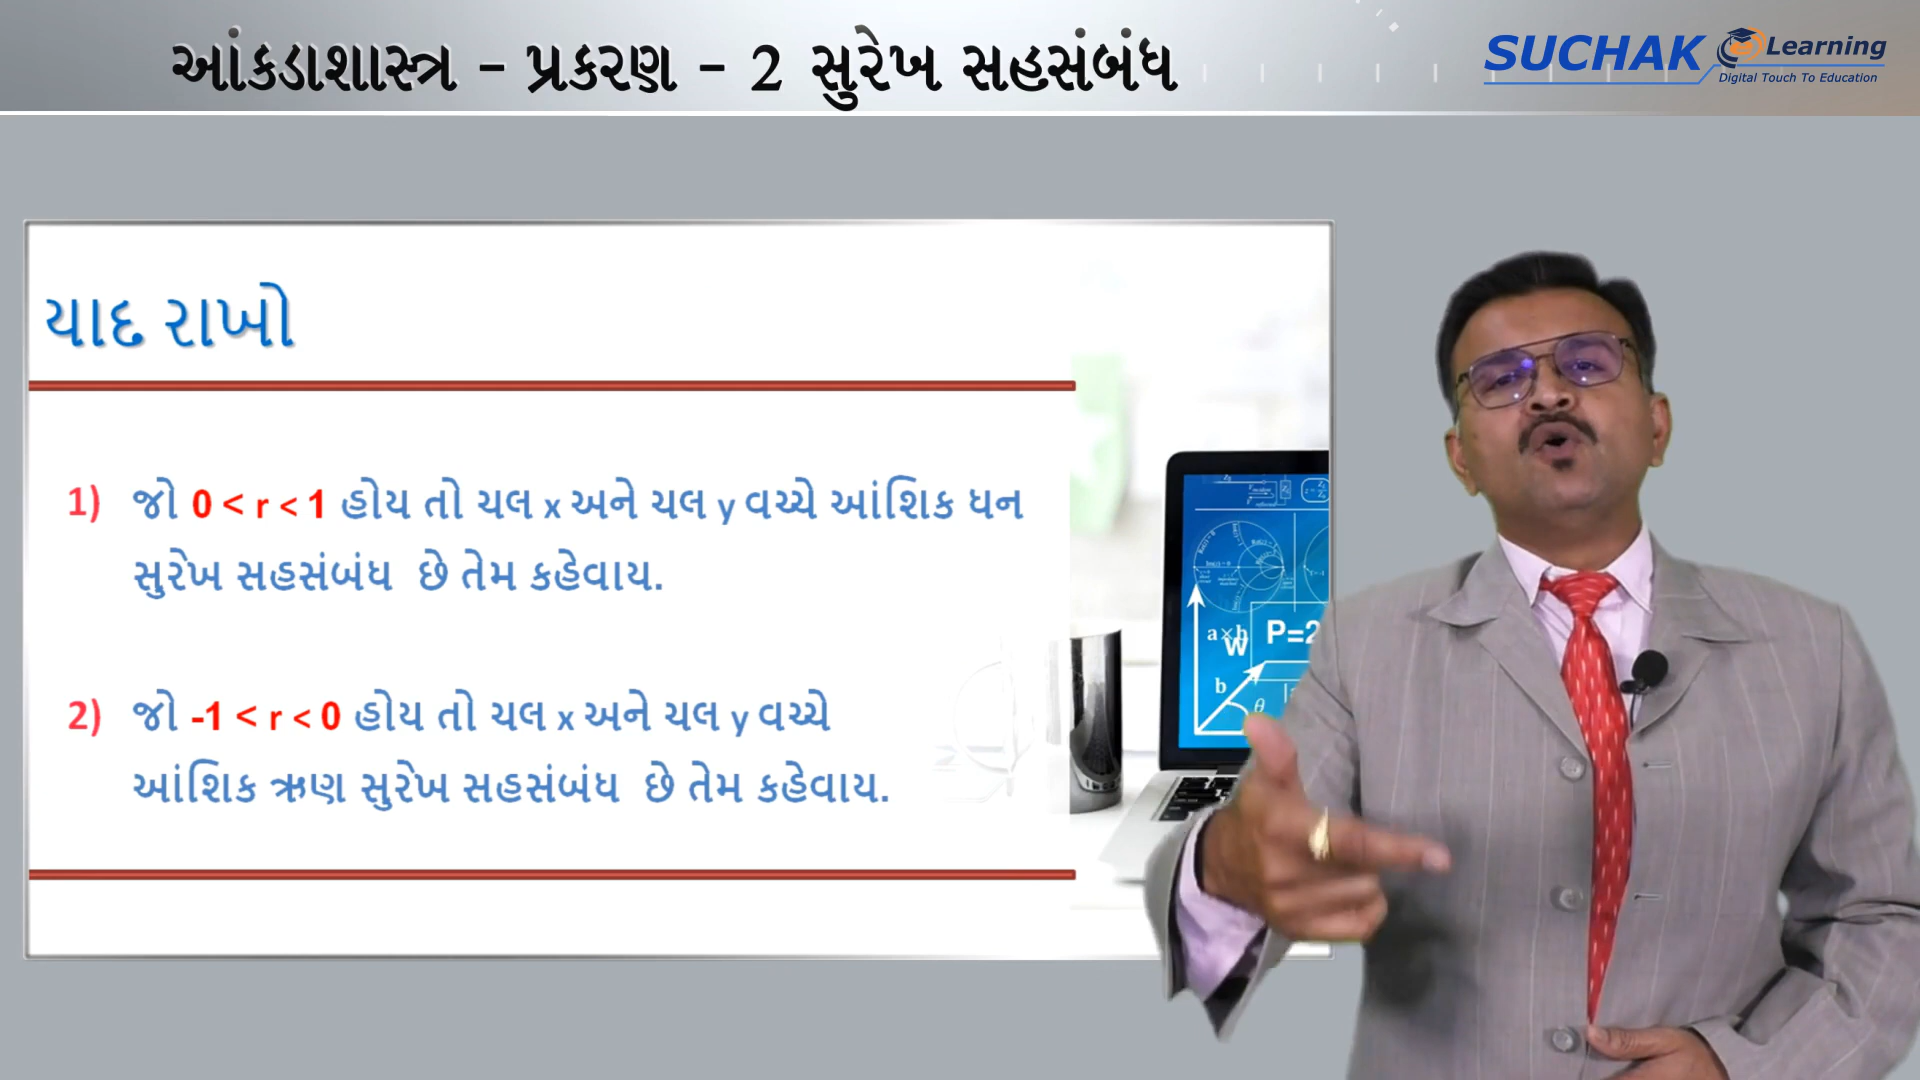 આંકડાશાસ્ત્ર - પ્રકરણ - 2 સુરેખ સહસંબંધ
SUCHAK eLearning
Digital Touch To Education
યાદ રાખો
1) જો 0 < r < 1 હોય તો ચલ x અને ચલ y વચ્ચે આંશિક ધન
સુરેખ સહસંબંધ છે તેમ કહેવાય.
2) જો -1 < r < 0 હોય તો ચલ x અને ચલ y વચ્ચે
આંશિક ઋણ સુરેખ સહસંબંધ છે તેમ કહેવાય.
a×b
W
P=2
b
θ